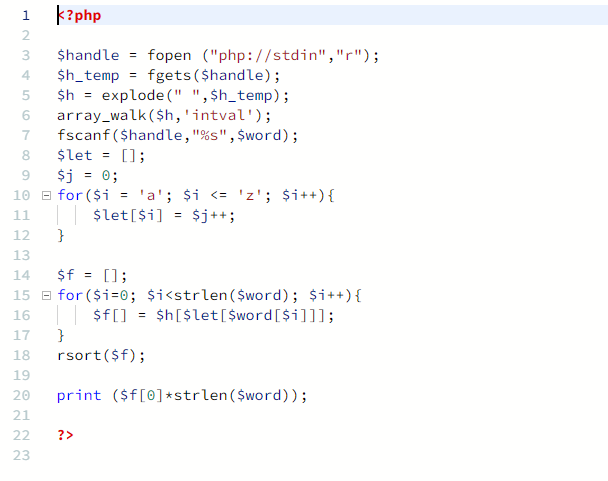 1 <?php
2
3 $handle = fopen ("php://stdin","r");
4 $h_temp = fgets($handle);
5 $h = explode(" ",$h_temp);
6 array_walk($h,'intval');
7 fscanf($handle,"%s",$word);
8 $let = [];
9 $j = 0;
10 for($i = 'a'; $i <= 'z'; $i++){
11     $let[$i] = $j++;
12 }
13
14 $f = [];
15 for($i=0; $i<strlen($word); $i++){
16     $f[] = $h[$let[$word[$i]]];
17 }
18 rsort($f);
19
20 print ($f[0]*strlen($word));
21
22 ?>
23